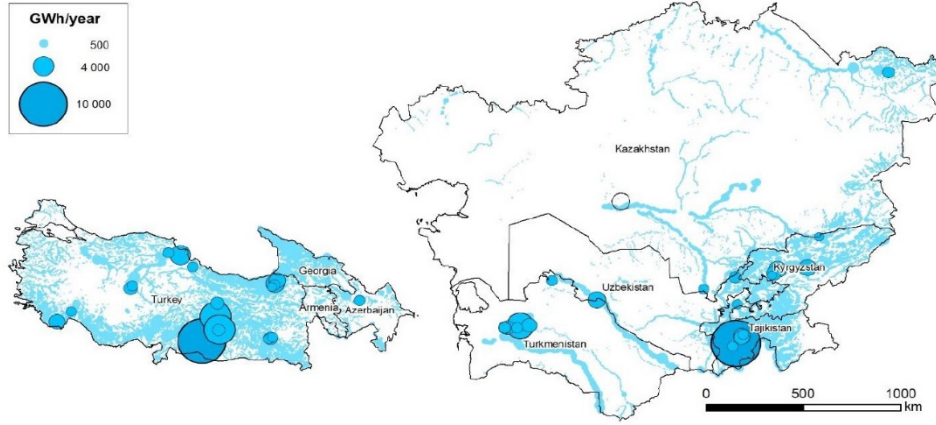 GWh/year
500
4 000
10 000
Kazakhstan
Georgia
Kyrgyzstan
Turkey
Armenia
Azerbaijan
Uzbekistan
Tajikistan
Turkmenistan
0 500 1000
km